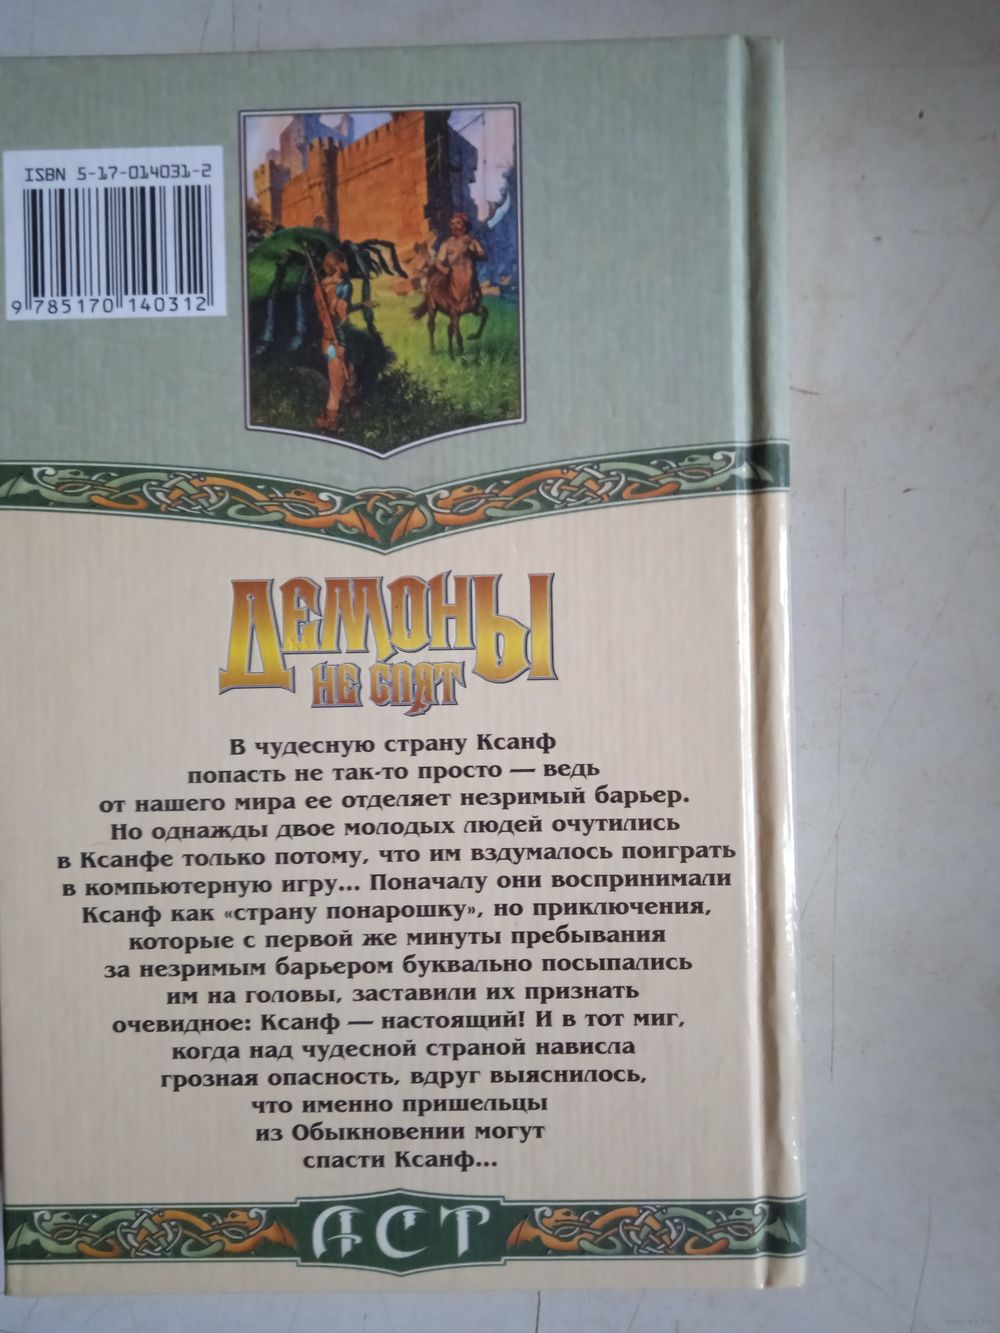 ISBN 5-17-014031-2
9 785170 140312
ДЕМОНЫ
НЕ СПЯТ
В чудесную страну Ксанф
попасть не так-то просто — ведь
от нашего мира ее отделяет незримый барьер.
Но однажды двое молодых людей очутились
в Ксанфе только потому, что им вздумалось поиграть
в компьютерную игру... Поначалу они воспринимали
Ксанф как «страну понарошку», но приключения,
которые с первой же минуты пребывания
за незримым барьером буквально посыпались
им на головы, заставили их признать
очевидное: Ксанф — настоящий! И в тот миг,
когда над чудесной страной нависла
грозная опасность, вдруг выяснилось,
что именно пришельцы
из Обыкновении могут
спасти Ксанф...
АСТ
www.ay.by